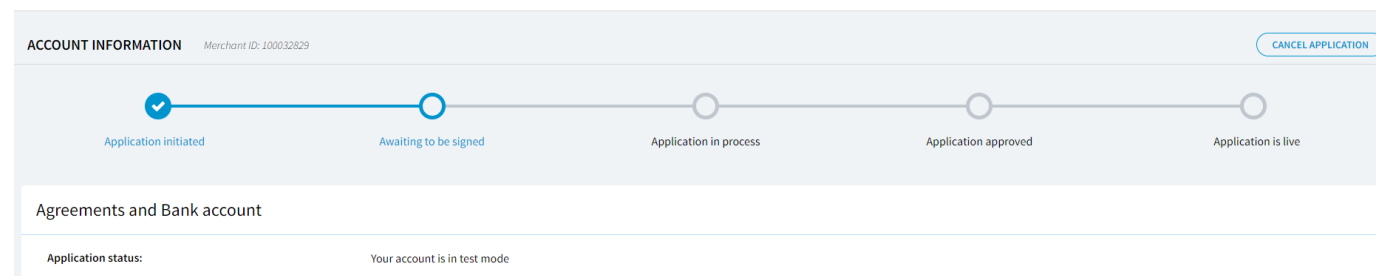 ACCOUNT INFORMATION Merchant ID: 100032829 CANCEL APPLICATION
Application initiated Awaiting to be signed Application in process Application approved Application is live
Agreements and Bank account
Application status: Your account is in test mode